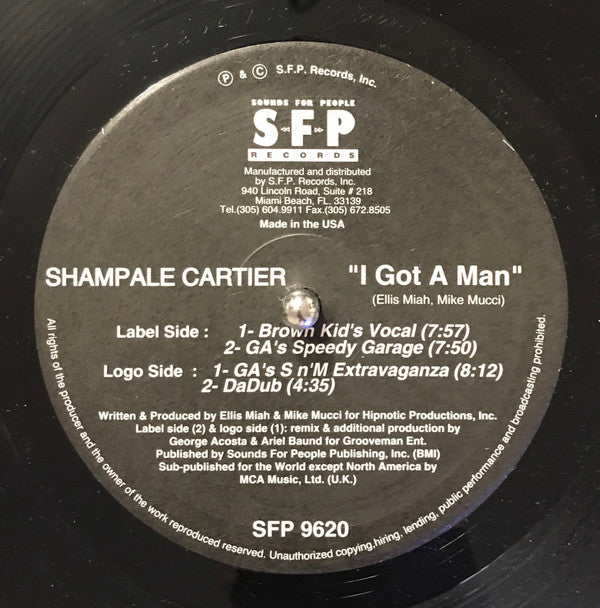 ℗ & © S.F.P. Records, Inc.
SOUNDS FOR PEOPLE
S◄◄F►►P
RECORDS
Manufactured and distributed
by S.F.P. Records, Inc.
940 Lincoln Road, Suite # 218
Miami Beach, FL. 33139
Tel.(305) 604.9911 Fax.(305) 672.8505
Made in the USA
SHAMPALE CARTIER "I Got A Man"
(Ellis Miah, Mike Mucci)
Label Side : 1- Brown Kid's Vocal (7:57)
2- GA's Speedy Garage (7:50)
Logo Side : 1- GA's S n'M Extravaganza (8:12)
2- DaDub (4:35)
Written & Produced by Ellis Miah & Mike Mucci for Hipnotic Productions, Inc.
Label side (2) & logo side (1): remix & additional production by
George Acosta & Ariel Baund for Grooveman Ent.
Published by Sounds For People Publishing, Inc. (BMI)
Sub-published for the World except North America by
MCA Music, Ltd. (U.K.)
SFP 9620
All rights of the producer and the owner of the work reproduced reserved. Unauthorized copying,hiring, lending, public performance and broadcasting prohibited.